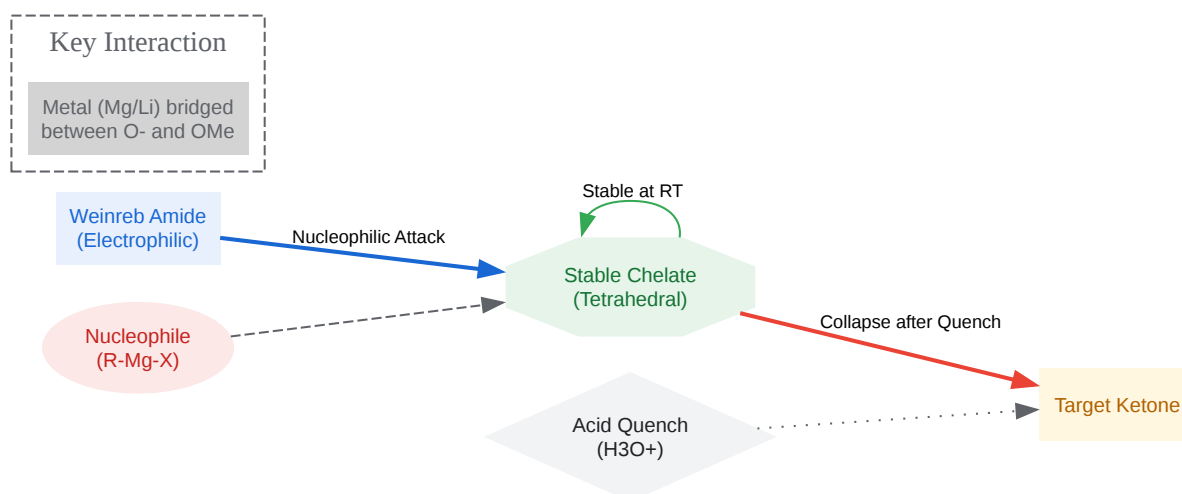 Key Interaction
Metal (Mg/Li) bridged
between O- and OMe
Weinreb Amide
(Electrophilic)
Nucleophilic Attack
Stable at RT
Stable Chelate
(Tetrahedral)
Nucleophile
(R-Mg-X)
Collapse after Quench
Acid Quench
(H3O+)
Target Ketone